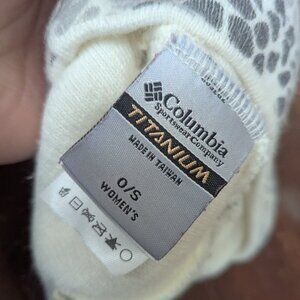 Columbia
Sportswear Company
TITANIUM
MADE IN TAIWAN
O/S
WOMEN'S